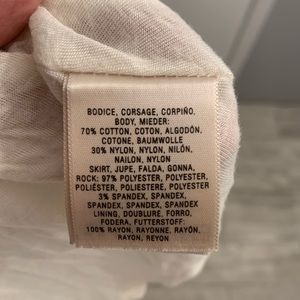 BODICE, CORSAGE, CORPIÑO,
BODY, MIEDER:
70% COTTON, COTON, ALGODÓN,
COTONE, BAUMWOLLE
30% NYLON, NYLON, NILÓN,
NAILON, NYLON
SKIRT, JUPE, FALDA, GONNA,
ROCK: 97% POLYESTER, POLYESTER,
POLIÉSTER, POLIESTERE, POLYESTER
3% SPANDEX, SPANDEX,
SPANDEX, SPANDEX, SPANDEX
LINING, DOUBLURE, FORRO,
FODERA, FUTTERSTOFF:
100% RAYON, RAYONNE, RAYÓN,
RAYON, REYON